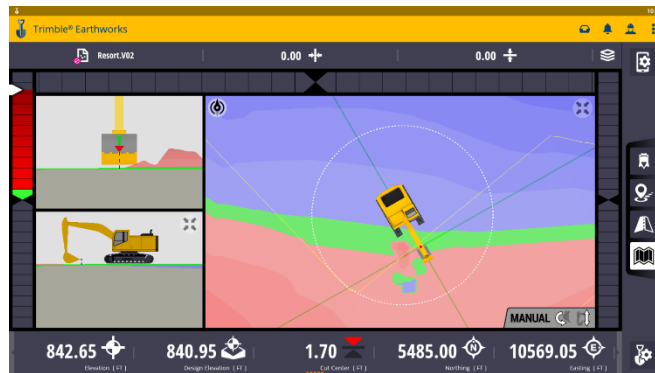 10
Trimble® Earthworks
Resort.V02
0.00
0.00
MANUAL
842.65
Elevation [FT]
840.95
Design Elevation [FT]
1.70
Cut Center [FT]
5485.00
N
Northing [FT]
10569.05
E
Easting [FT]